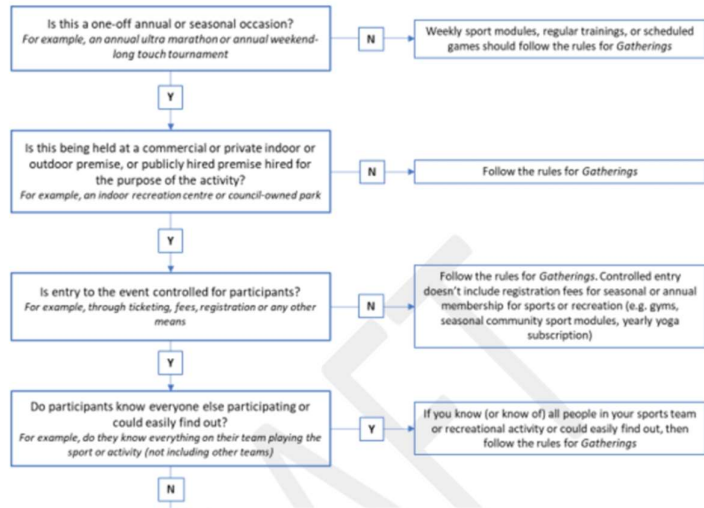 Is this a one-off annual or seasonal occasion?
For example, an annual ultra marathon or annual weekend-
long touch tournament
N
Weekly sport modules, regular trainings, or scheduled
games should follow the rules for Gatherings
Y
Is this being held at a commercial or private indoor or
outdoor premise, or publicly hired premise hired for
the purpose of the activity?
For example, an indoor recreation centre or council-owned park
N
Follow the rules for Gatherings
Y
Is entry to the event controlled for participants?
For example, through ticketing, fees, registration or any other
means
N
Follow the rules for Gatherings. Controlled entry
doesn't include registration fees for seasonal or annual
membership for sports or recreation (e.g. gyms,
seasonal community sport modules, yearly yoga
subscription)
Y
Do participants know everyone else participating or
could easily find out?
For example, do they know everything on their team playing the
sport or activity (not including other teams)
Y
If you know (or know of) all people in your sports team
or recreational activity or could easily find out, then
follow the rules for Gatherings
N
AFT